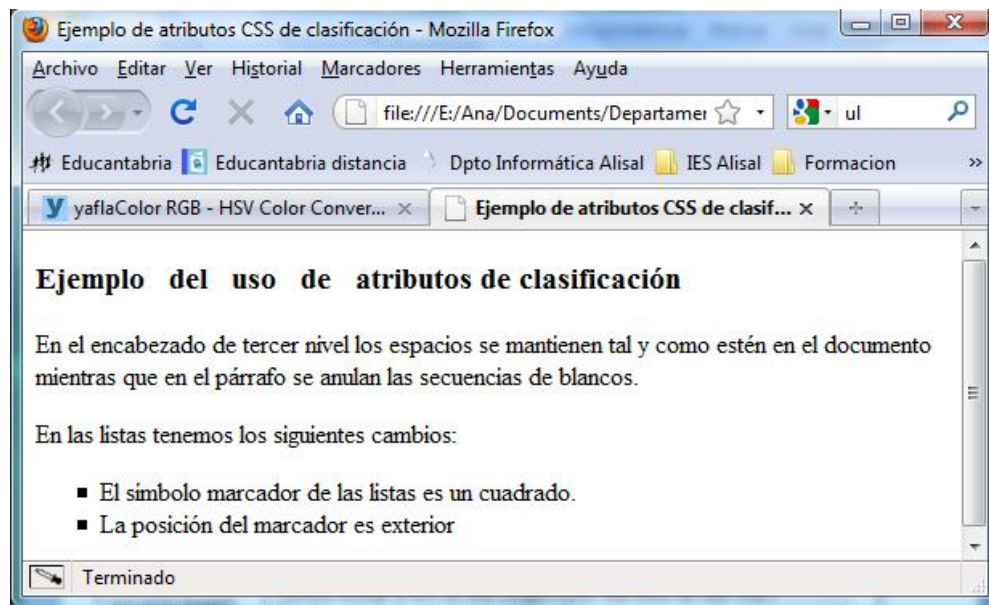 Ejemplo de atributos CSS de clasificación - Mozilla Firefox
Archivo Editar Ver Historial Marcadores Herramientas Ayuda
file:///E:/Ana/Documents/Departamer ul
Educantabria Educantabria distancia Dpto Informática Alisal IES Alisal Formacion »
yaflaColor RGB - HSV Color Conver... Ejemplo de atributos CSS de clasif...
Ejemplo del uso de atributos de clasificación
En el encabezado de tercer nivel los espacios se mantienen tal y como estén en el documento
mientras que en el párrafo se anulan las secuencias de blancos.
En las listas tenemos los siguientes cambios:
El símbolo marcador de las listas es un cuadrado.
La posición del marcador es exterior
Terminado